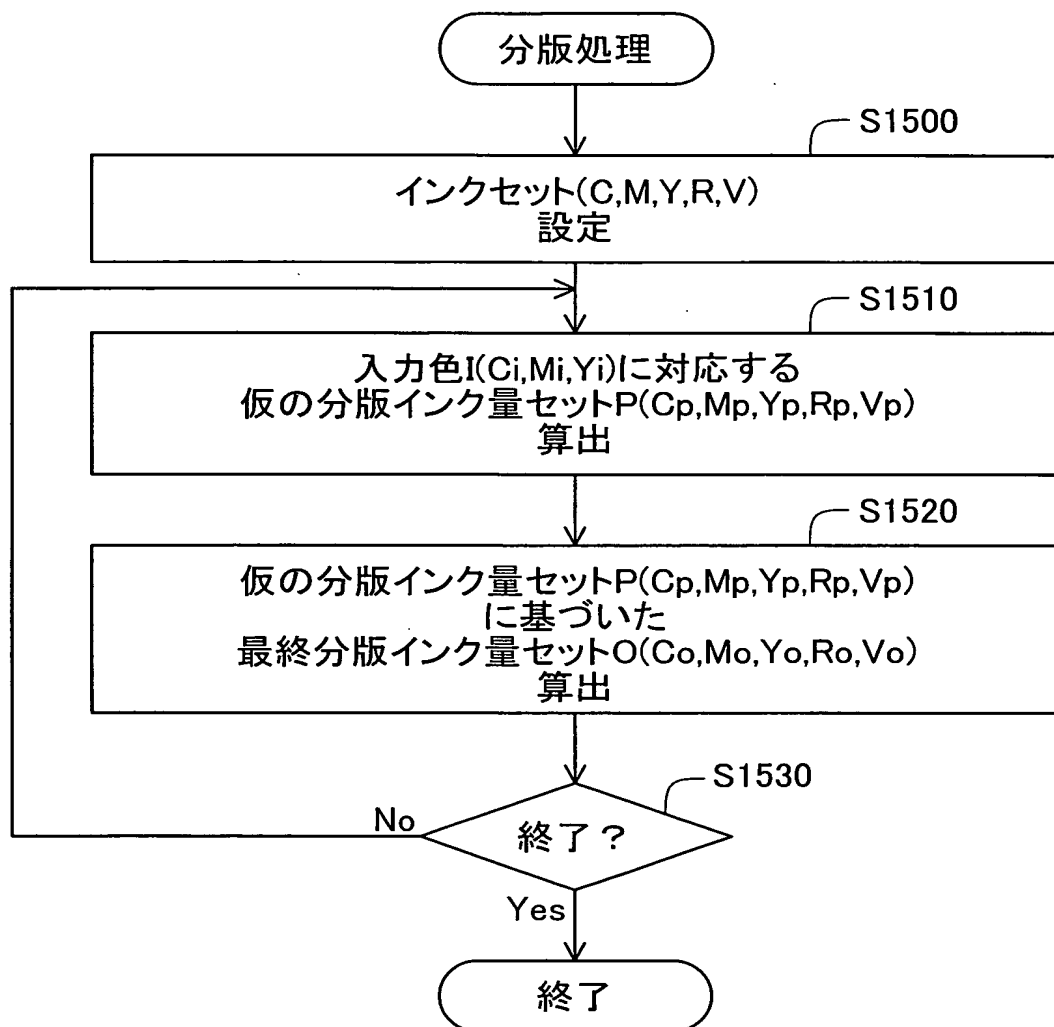 分版処理
S1500
インクセット(C,M,Y,R,V)
設定
S1510
入力色I(Ci,Mi,Yi)に対応する
仮の分版インク量セットP(Cp,Mp,Yp,Rp,Vp)
算出
S1520
仮の分版インク量セットP(Cp,Mp,Yp,Rp,Vp)
に基づいた
最終分版インク量セットO(Co,Mo,Yo,Ro,Vo)
算出
S1530
No
終了？
Yes
終了